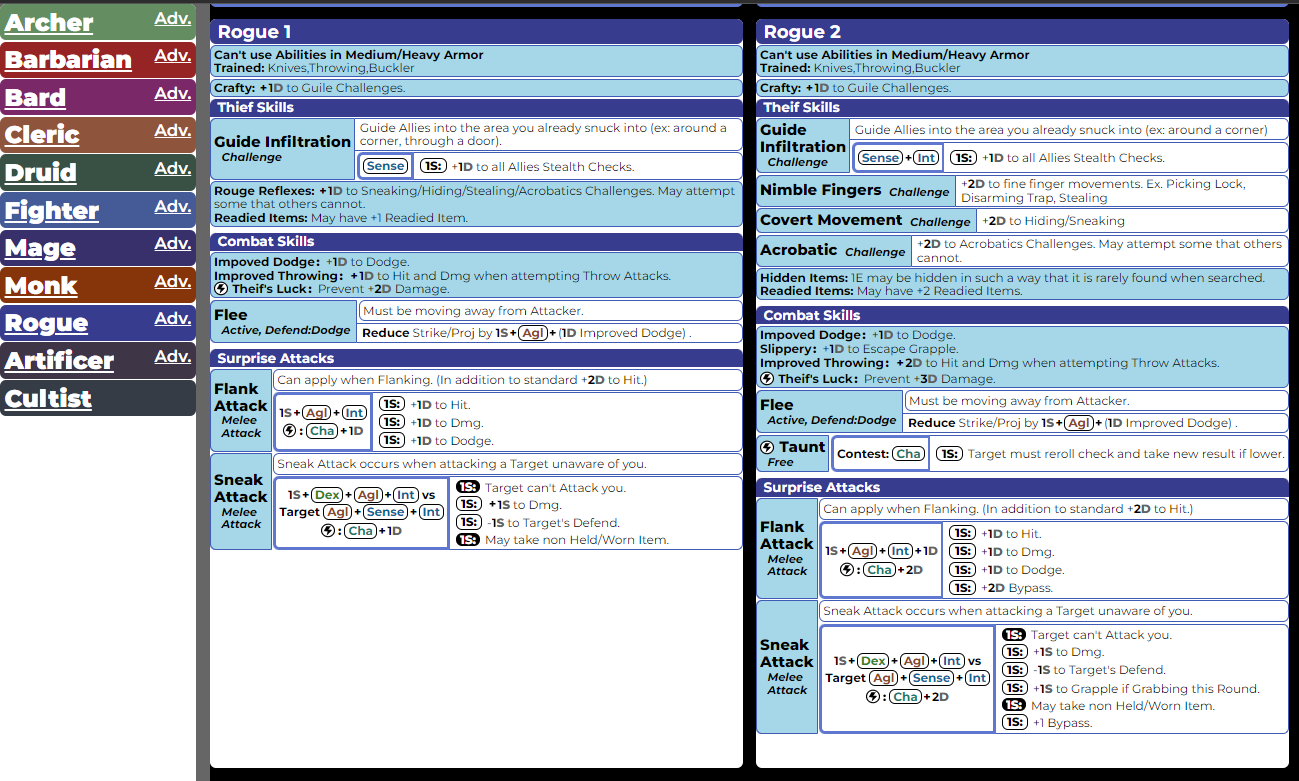 Archer Adv.
Barbarian Adv.
Bard Adv.
Cleric Adv.
Druid Adv.
Fighter Adv.
Mage Adv.
Monk Adv.
Rogue Adv.
Artificer Adv.
Cultist
Rogue 1
Can't use Abilities in Medium/Heavy Armor
Trained: Knives,Throwing,Buckler
Crafty: +1D to Guile Challenges.
Thief Skills
Guide Infiltration
Challenge
Guide Allies into the area you already snuck into (ex: around a
corner, through a door).
Sense 1S: +1D to all Allies Stealth Checks.
Rouge Reflexes: +1D to Sneaking/Hiding/Stealing/Acrobatics Challenges. May attempt
some that others cannot.
Readied Items: May have +1 Readied Item.
Combat Skills
Impoved Dodge: +1D to Dodge.
Improved Throwing: +1D to Hit and Dmg when attempting Throw Attacks.
Theif's Luck: Prevent +2D Damage.
Flee
Active, Defend:Dodge
Must be moving away from Attacker.
Reduce Strike/Proj by 1S+Agl+(1D Improved Dodge) .
Surprise Attacks
Flank
Attack
Melee
Attack
Can apply when Flanking. (In addition to standard +2D to Hit.)
1S+Agl+Int
: Cha+1D
1S: +1D to Hit.
1S: +1D to Dmg.
1S: +1D to Dodge.
Sneak
Attack
Melee
Attack
Sneak Attack occurs when attacking a Target unaware of you.
1S+Dex+Agl+Int vs
Target Agl+Sense+Int
: Cha+1D
1S: Target can't Attack you.
1S: +1S to Dmg.
1S: -1S to Target's Defend.
1S: May take non Held/Worn Item.
Rogue 2
Can't use Abilities in Medium/Heavy Armor
Trained: Knives,Throwing,Buckler
Crafty: +1D to Guile Challenges.
Theif Skills
Guide
Infiltration
Challenge
Guide Allies into the area you already snuck into (ex: around a corner)
Sense+Int 1S: +1D to all Allies Stealth Checks.
Nimble Fingers Challenge
+2D to fine finger movements. Ex. Picking Lock,
Disarming Trap, Stealing
Covert Movement Challenge +2D to Hiding/Sneaking
Acrobatic Challenge
+2D to Acrobatics Challenges. May attempt some that others
cannot.
Hidden Items: 1E may be hidden in such a way that it is rarely found when searched.
Readied Items: May have +2 Readied Items.
Combat Skills
Impoved Dodge: +1D to Dodge.
Slippery: +1D to Escape Grapple.
Improved Throwing: +2D to Hit and Dmg when attempting Throw Attacks.
Theif's Luck: Prevent +3D Damage.
Flee
Active, Defend:Dodge
Must be moving away from Attacker.
Reduce Strike/Proj by 1S+Agl+(1D Improved Dodge) .
Taunt
Free
Contest: Cha 1S: Target must reroll check and take new result if lower.
Surprise Attacks
Flank
Attack
Melee
Attack
Can apply when Flanking. (In addition to standard +2D to Hit.)
1S+Agl+Int+1D
: Cha+2D
1S: +1D to Hit.
1S: +1D to Dmg.
1S: +1D to Dodge.
1S: +2D Bypass.
Sneak
Attack
Melee
Attack
Sneak Attack occurs when attacking a Target unaware of you.
1S+Dex+Agl+Int vs
Target Agl+Sense+Int
: Cha+2D
1S: Target can't Attack you.
1S: +1S to Dmg.
1S: -1S to Target's Defend.
1S: +1S to Grapple if Grabbing this Round.
1S: May take non Held/Worn Item.
1S: +1 Bypass.